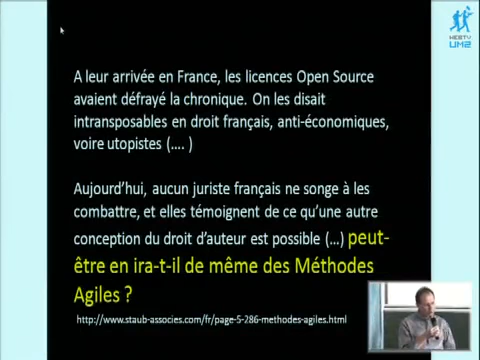 WEBTV
UM2
A leur arrivée en France, les licences Open Source
avaient défrayé la chronique. On les disait
intransposables en droit français, anti-économiques,
voire utopistes (.... )
Aujourd'hui, aucun juriste français ne songe à les
combattre, et elles témoignent de ce qu'une autre
conception du droit d'auteur est possible (...) peut-
être en ira-t-il de même des Méthodes
Agiles ?
http://www.staub-associes.com/fr/page-5-286-methodes-agiles.html